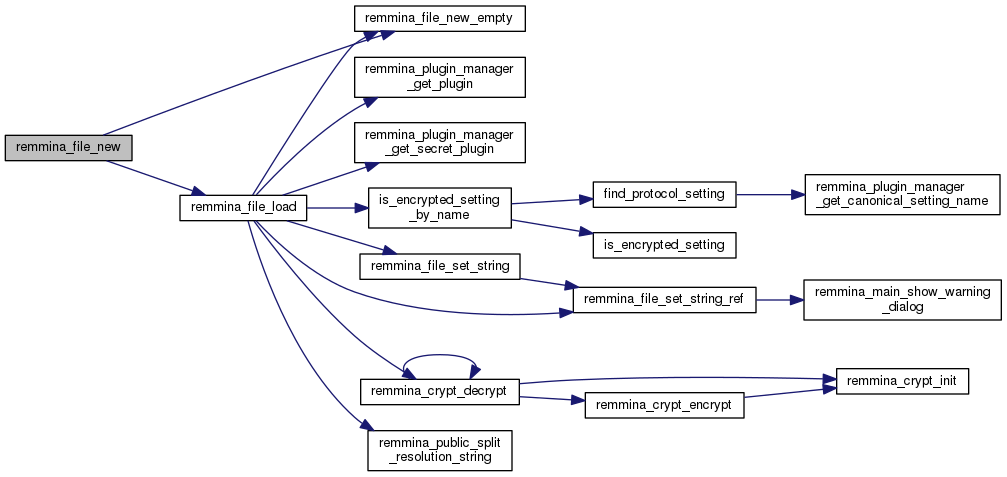 remmina_file_new
remmina_file_load
remmina_file_new_empty
remmina_plugin_manager
_get_plugin
remmina_plugin_manager
_get_secret_plugin
is_encrypted_setting
_by_name
remmina_file_set_string
remmina_crypt_decrypt
remmina_public_split
_resolution_string
find_protocol_setting
is_encrypted_setting
remmina_file_set_string_ref
remmina_crypt_encrypt
remmina_plugin_manager
_get_canonical_setting_name
remmina_main_show_warning
_dialog
remmina_crypt_init